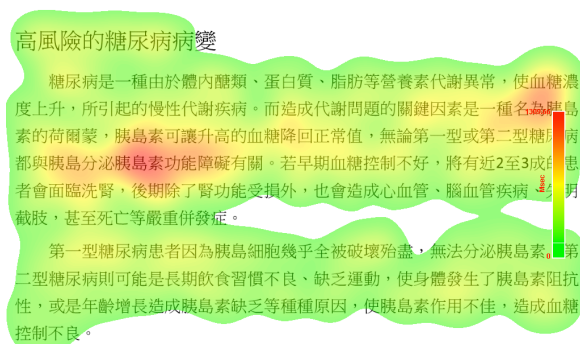 高風險的糖尿病病變
糖尿病是一種由於體內醣類、蛋白質、脂肪等營養素代謝異常，使血糖濃
度上升，所引起的慢性代謝疾病。而造成代謝問題的關鍵因素是一種名為胰島
素的荷爾蒙，胰島素可讓升高的血糖降回正常值，無論第一型或第二型糖尿病
都與胰島分泌胰島素功能障礙有關。若早期血糖控制不好，將有近2至3成的患
者會面臨洗腎，後期除了腎功能受損外，也會造成心血管、腦血管疾病、失明
截肢，甚至死亡等嚴重併發症。
第一型糖尿病患者因為胰島細胞幾乎全被破壞殆盡，無法分泌胰島素。第
二型糖尿病則可能是長期飲食習慣不良、缺乏運動，使身體發生了胰島素阻抗
性，或是年齡增長造成胰島素缺乏等種種原因，使胰島素作用不佳，造成血糖
控制不良。
Msec
0